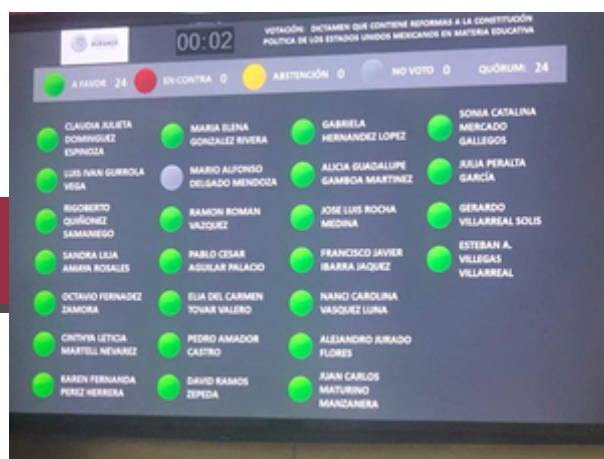 DURANGO
00:02
VOTACIÓN: DICTAMEN QUE CONTIENE REFORMAS A LA CONSTITUCIÓN
POLITICA DE LOS ESTADOS UNIDOS MEXICANOS EN MATERIA EDUCATIVA
A FAVOR 24 EN CONTRA 0 ABSTENCIÓN 0 NO VOTO 0 QUÓRUM: 24
CLAUDIA JULIETA
DOMINGUEZ
ESPINOZA
LUIS IVAN GURROLA
VEGA
RIGOBERTO
QUIÑONEZ
SAMANIEGO
SANDRA LILIA
AMAYA ROSALES
OCTAVIO FERNADEZ
ZAMORA
CINTHYA LETICIA
MARTELL NEVAREZ
KAREN FERNANDA
PEREZ HERRERA
MARIA ELENA
GONZALEZ RIVERA
MARIO ALFONSO
DELGADO MENDOZA
RAMON ROMAN
VAZQUEZ
PABLO CESAR
AGUILAR PALACIO
ELIA DEL CARMEN
TOVAR VALERO
PEDRO AMADOR
CASTRO
DAVID RAMOS
ZEPEDA
GABRIELA
HERNANDEZ LOPEZ
ALICIA GUADALUPE
GAMBOA MARTINEZ
JOSE LUIS ROCHA
MEDINA
FRANCISCO JAVIER
IBARRA JAQUEZ
NANCI CAROLINA
VASQUEZ LUNA
ALEJANDRO JURADO
FLORES
JUAN CARLOS
MATURINO
MANZANERA
SONIA CATALINA
MERCADO
GALLEGOS
JULIA PERALTA
GARCÍA
GERARDO
VILLARREAL SOLIS
ESTEBAN A.
VILLEGAS
VILLARREAL